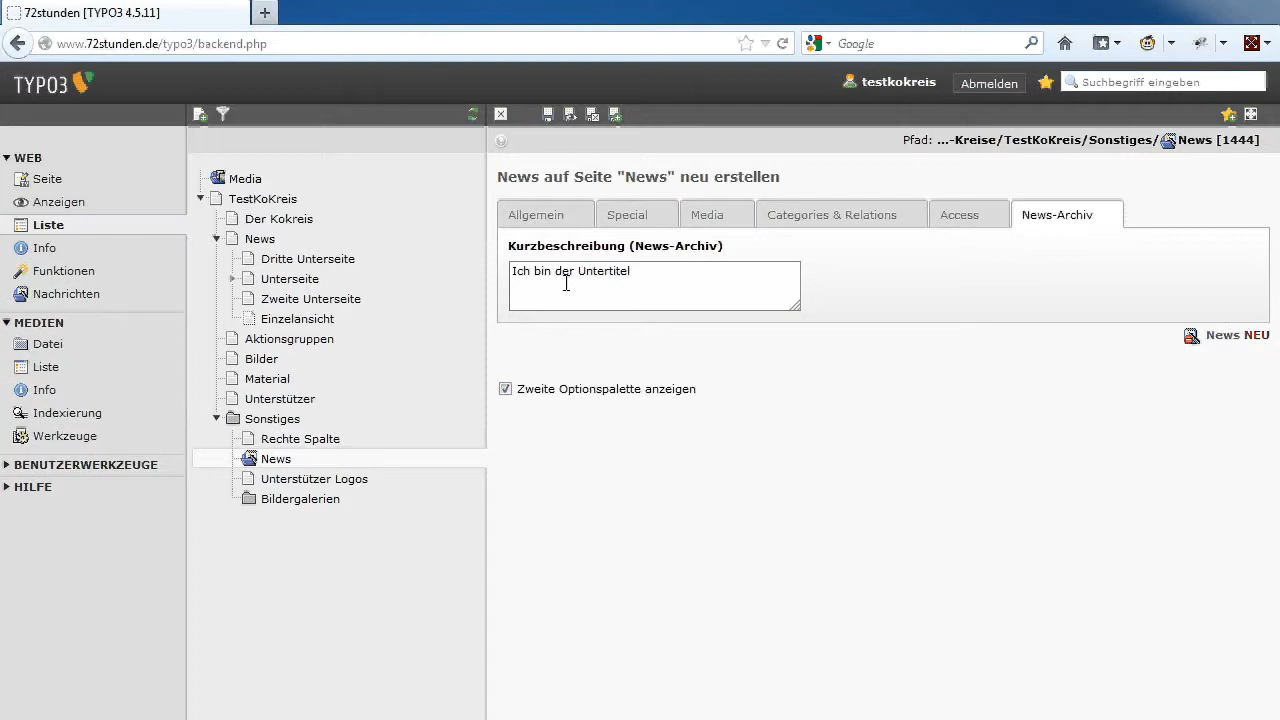 72stunden [TYPO3 4.5.11]
www.72stunden.de/typo3/backend.php
Google
TYPO3
testkokreis
Abmelden
Suchbegriff eingeben
Pfad: ...-Kreise/TestKoKreis/Sonstiges/ News [1444]
WEB
Seite
Anzeigen
Liste
Info
Funktionen
Nachrichten
MEDIEN
Datei
Liste
Info
Indexierung
Werkzeuge
BENUTZERWERKZEUGE
HILFE
Media
TestKoKreis
Der Kokreis
News
Dritte Unterseite
Unterseite
Zweite Unterseite
Einzelansicht
Aktionsgruppen
Bilder
Material
Unterstützer
Sonstiges
Rechte Spalte
News
Unterstützer Logos
Bildergalerien
News auf Seite "News" neu erstellen
Allgemein
Special
Media
Categories & Relations
Access
News-Archiv
Kurzbeschreibung (News-Archiv)
Ich bin der Untertitel
News NEU
Zweite Optionspalette anzeigen